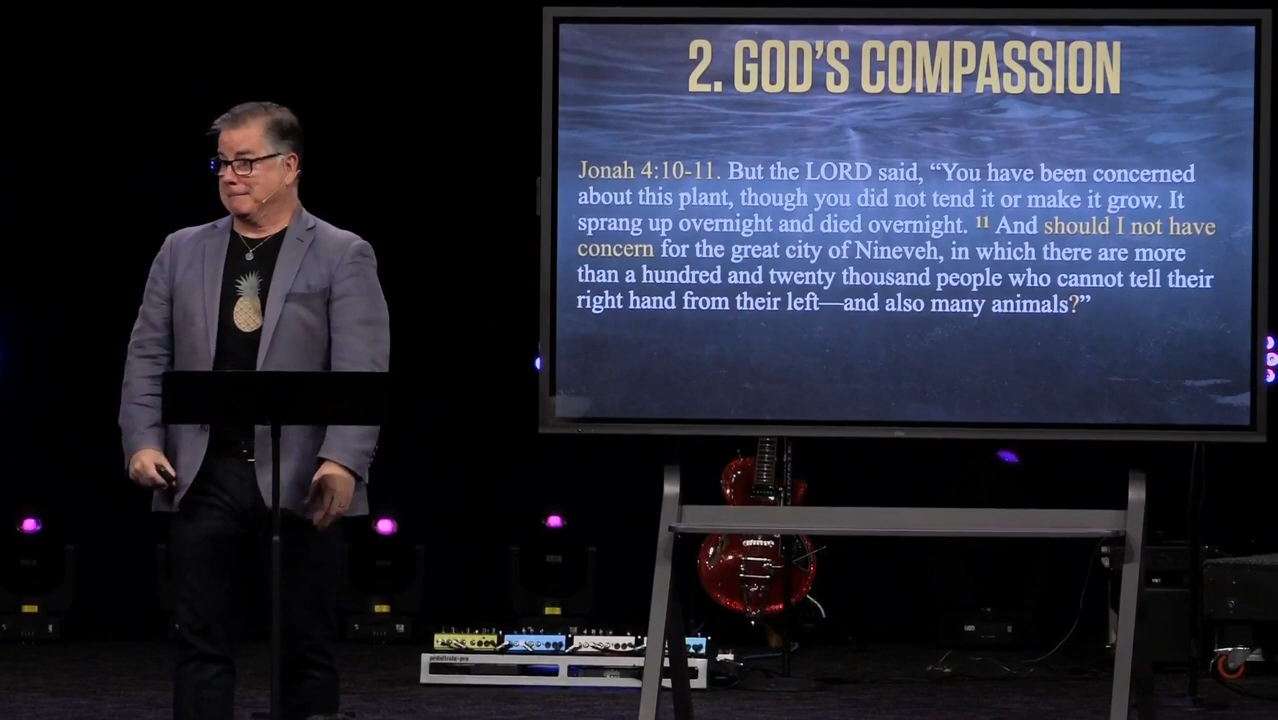 2. GOD'S COMPASSION
Jonah 4:10-11. But the LORD said, “You have been concerned
about this plant, though you did not tend it or make it grow. It
sprang up overnight and died overnight. ¹¹ And should I not have
concern for the great city of Nineveh, in which there are more
than a hundred and twenty thousand people who cannot tell their
right hand from their left—and also many animals?”
pedaltrain-pro